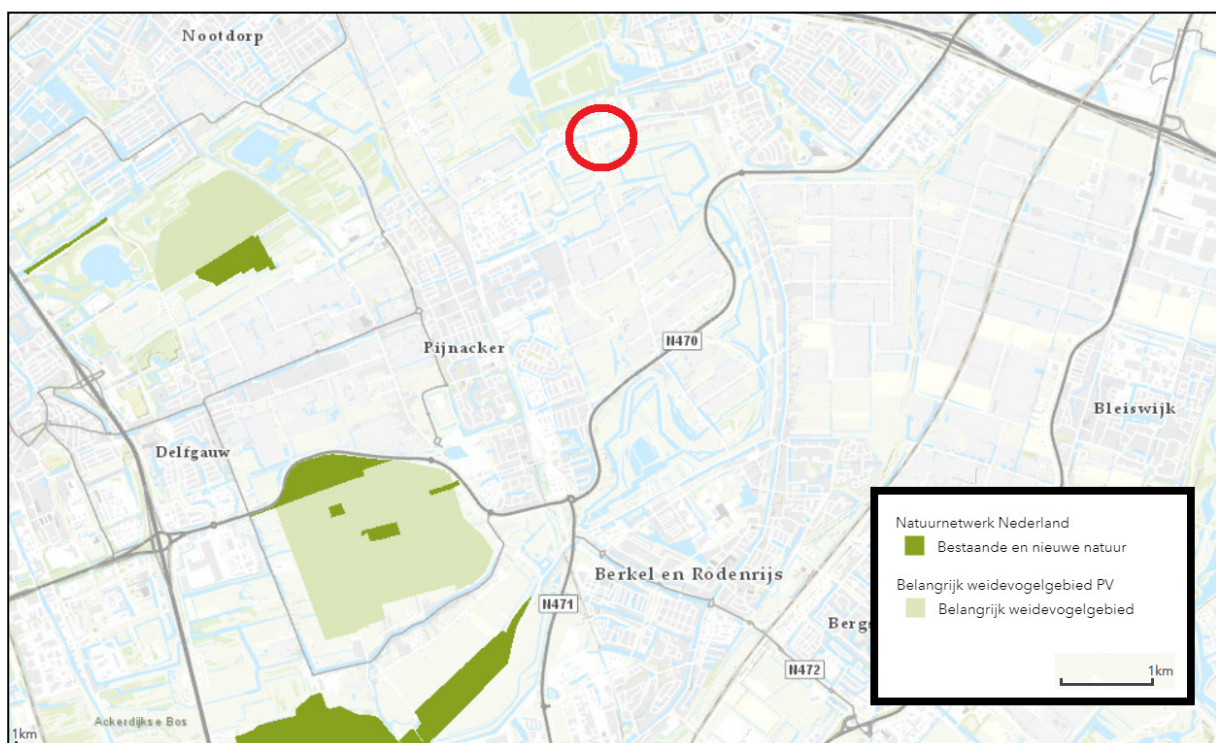 Nootdorp
N470
Pijnacker
Bleiswijk
Delfgauw
Natuurnetwerk Nederland
Bestaande en nieuwe natuur
Belangrijk weidevogelgebied PV
Belangrijk weidevogelgebied
1km
Berkel en Rodenrijs
N471
Bergs
N472
Ackerdijkse Bos
1km